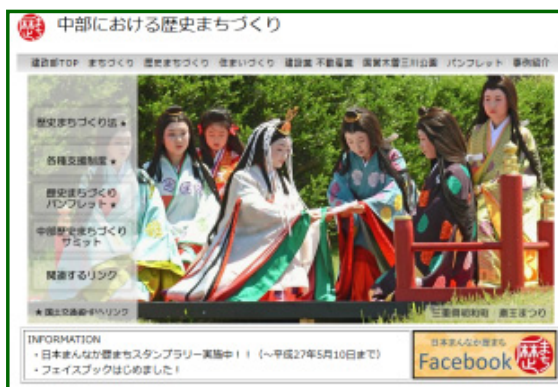 中部における歴史まちづくり
建政部TOP まちづくり 歴史まちづくり 住まいづくり 建設業 不動産業 国営木曽三川公園 パンフレット 事例紹介
歴史まちづくり法 ★
各種支援制度 ★
歴史まちづくり
パンフレット ★
中部歴史まちづくり
サミット
関連するリンク
★ 国土交通省HPへリンク
三重県明和町 斎王まつり
INFORMATION
・日本まんなか歴まちスタンプラリー実施中！！（～平成27年5月10日まで）
・フェイスブックはじめました！
日本まんなか歴まち
Facebook